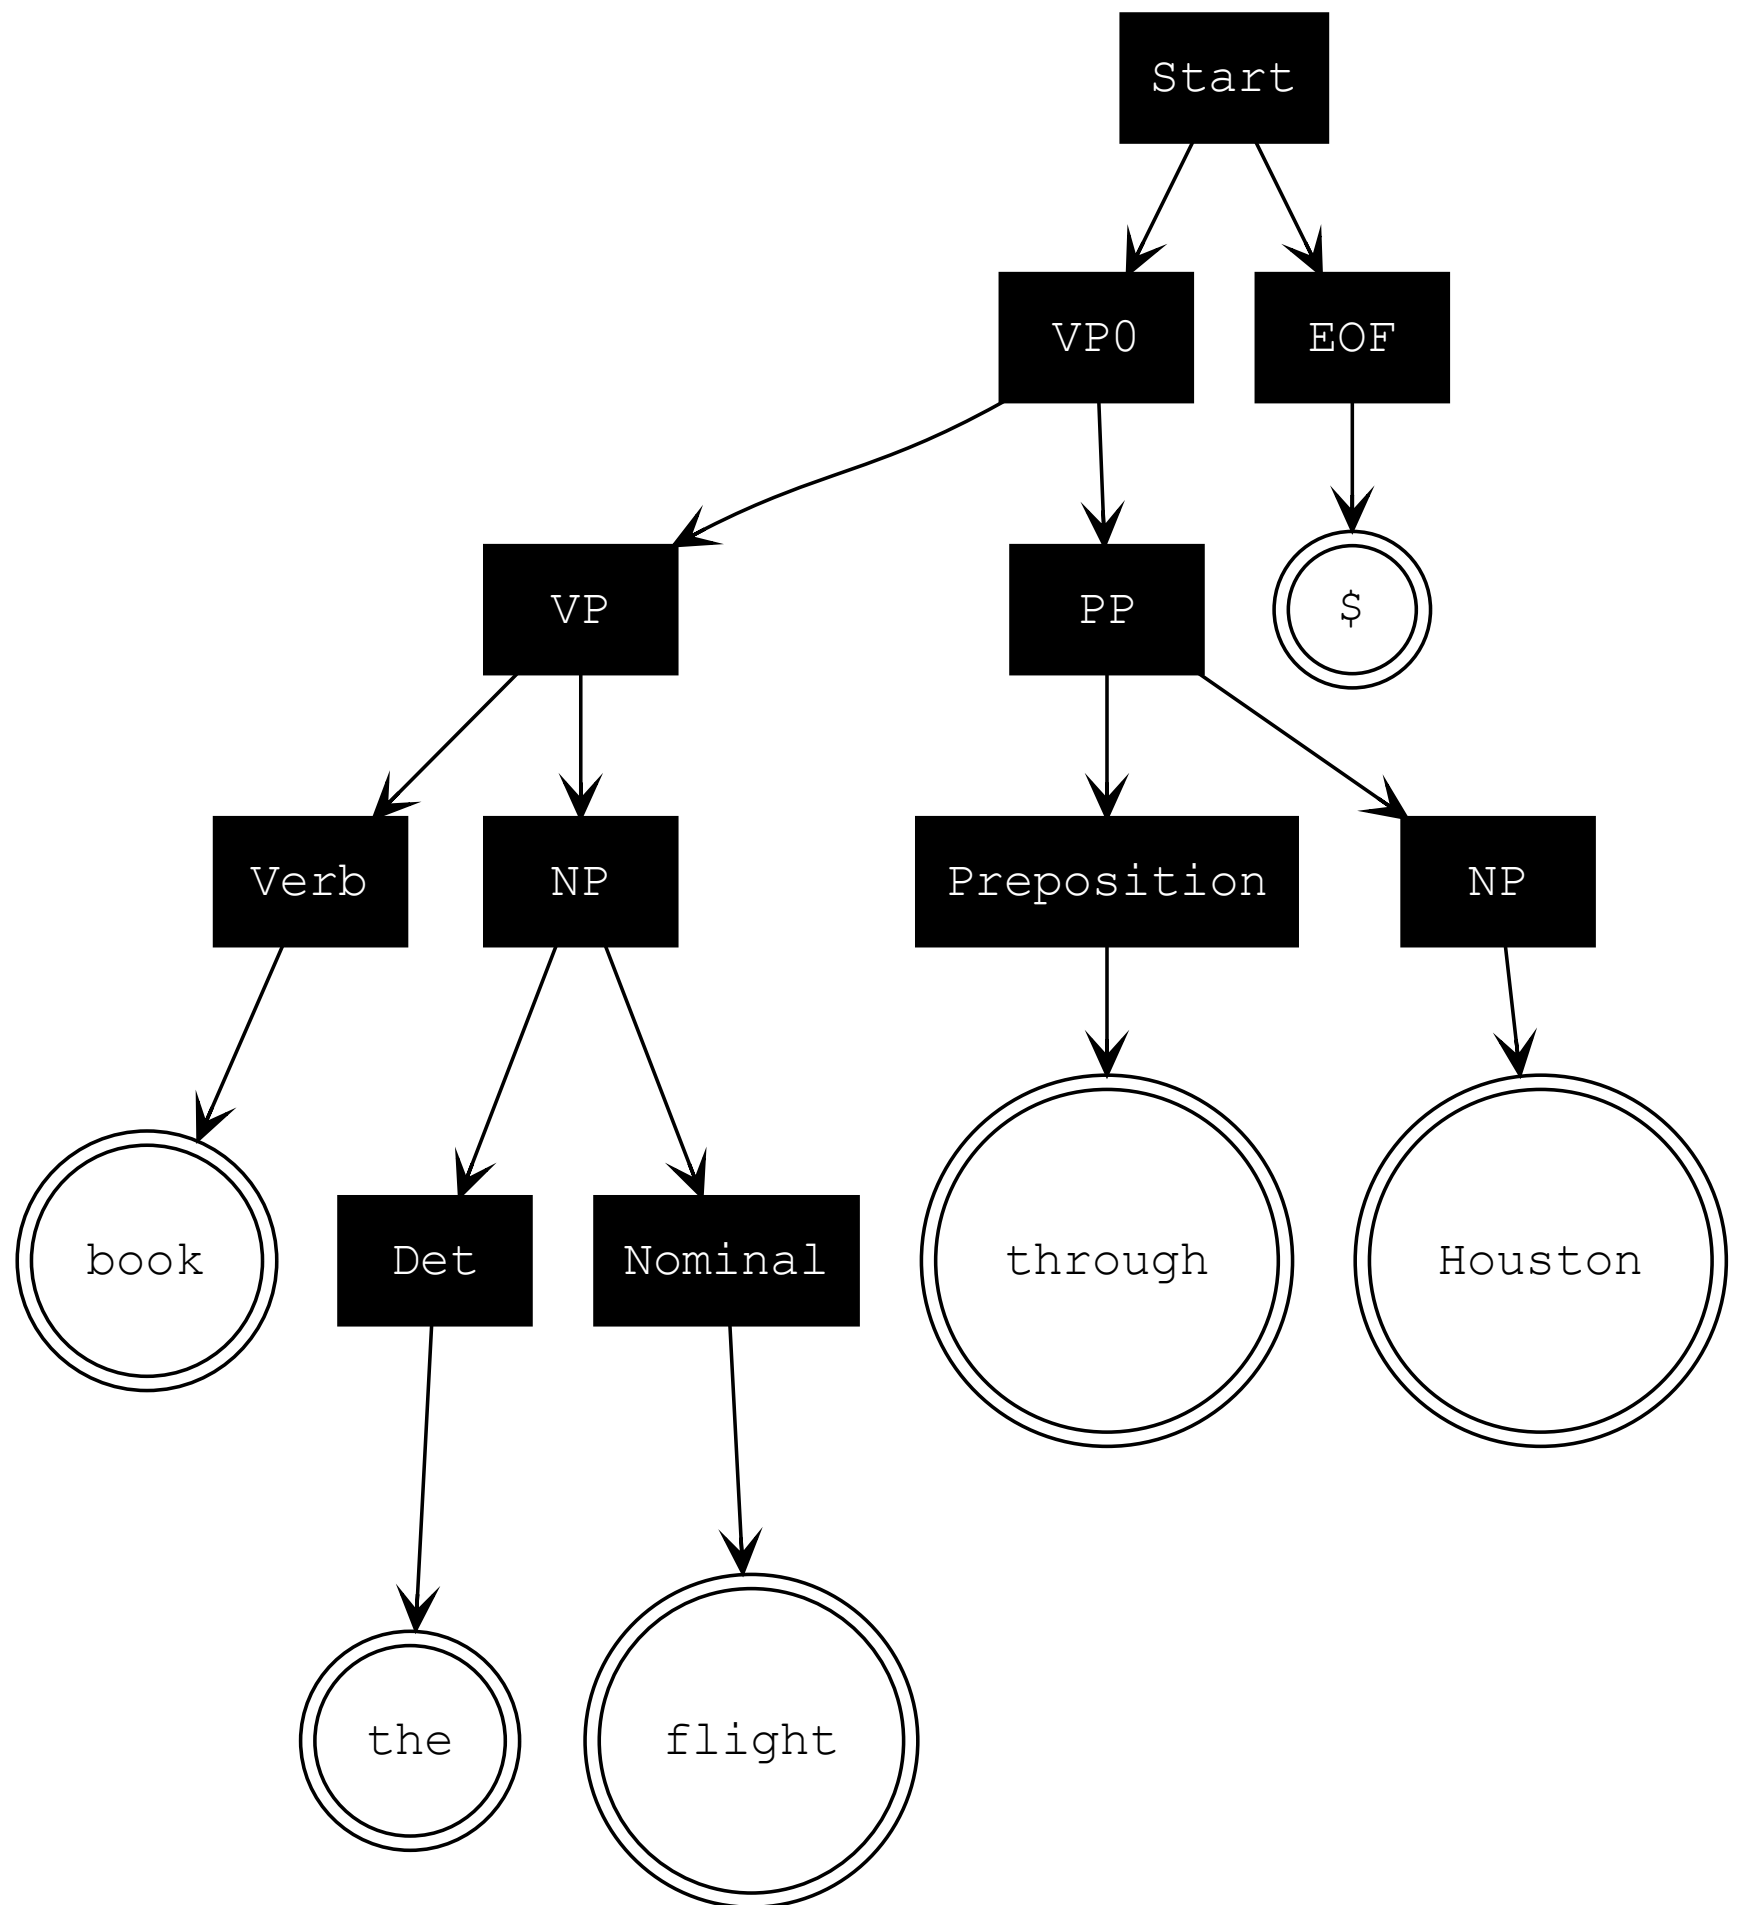 Start
VP0
EOF
VP
PP
$
Verb
NP
Preposition
NP
book
Det
Nominal
through
Houston
the
flight